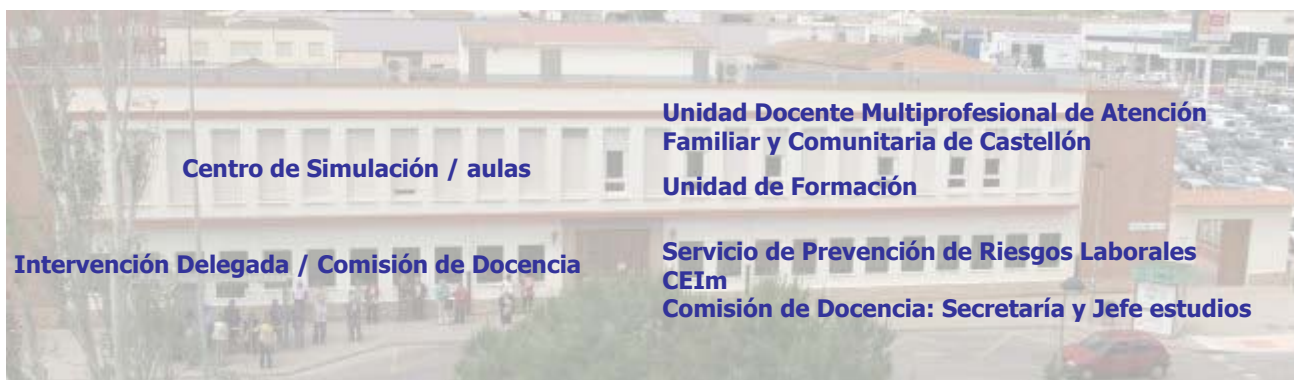 Centro de Simulación / aulas
Intervención Delegada / Comisión de Docencia
Unidad Docente Multiprofesional de Atención
Familiar y Comunitaria de Castellón
Unidad de Formación
Servicio de Prevención de Riesgos Laborales
CEIm
Comisión de Docencia: Secretaría y Jefe estudios